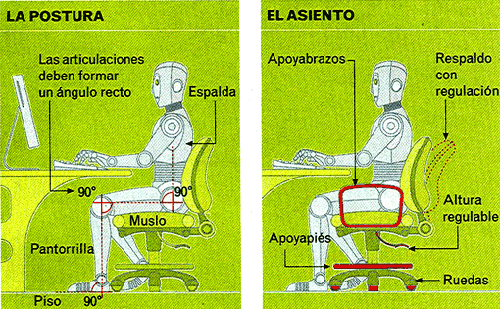 LA POSTURA
Las articulaciones
deben formar
un ángulo recto
Espalda
90°
90°
Muslo
Pantorrilla
Piso
90°
EL ASIENTO
Apoyabrazos
Respaldo
con
regulación
Altura
regulable
Apoyapiés
Ruedas